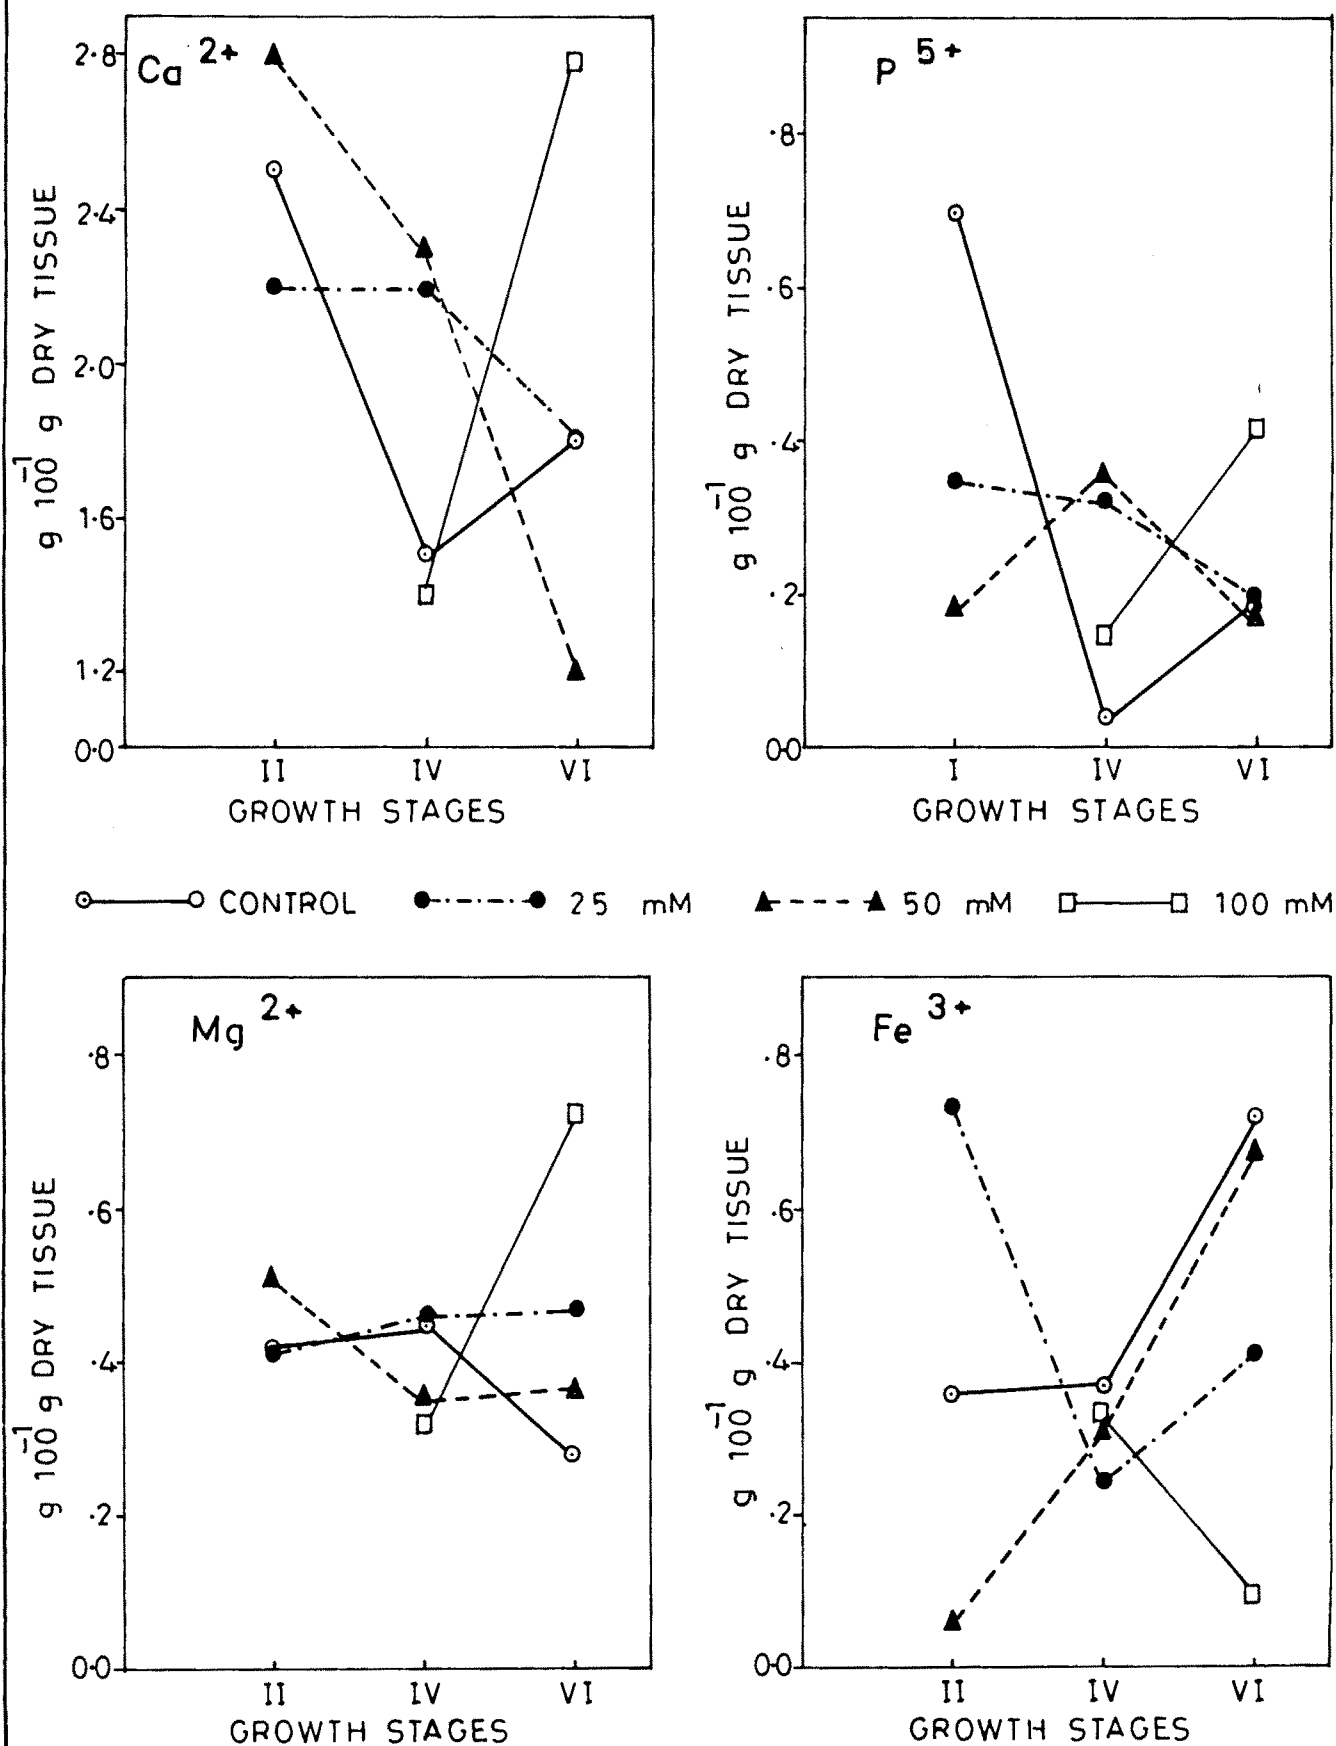 Ca 2+
2.8
2.4
2.0
1.6
1.2
0.0
g 100⁻¹ g DRY TISSUE
II IV VI
GROWTH STAGES
P 5+
.8
.6
.4
.2
0.0
g 100⁻¹ g DRY TISSUE
I IV VI
GROWTH STAGES
CONTROL 25 mM 50 mM 100 mM
Mg 2+
.8
.6
.4
.2
0.0
g 100⁻¹ g DRY TISSUE
II IV VI
GROWTH STAGES
Fe 3+
.8
.6
.4
.2
0.0
g 100⁻¹ g DRY TISSUE
II IV VI
GROWTH STAGES